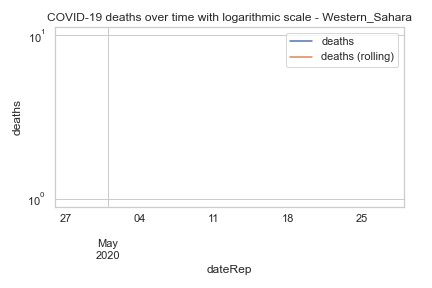 COVID-19 deaths over time with logarithmic scale - Western_Sahara
deaths
deaths (rolling)
10¹
deaths
10⁰
27
04
11
18
25
May
2020
dateRep